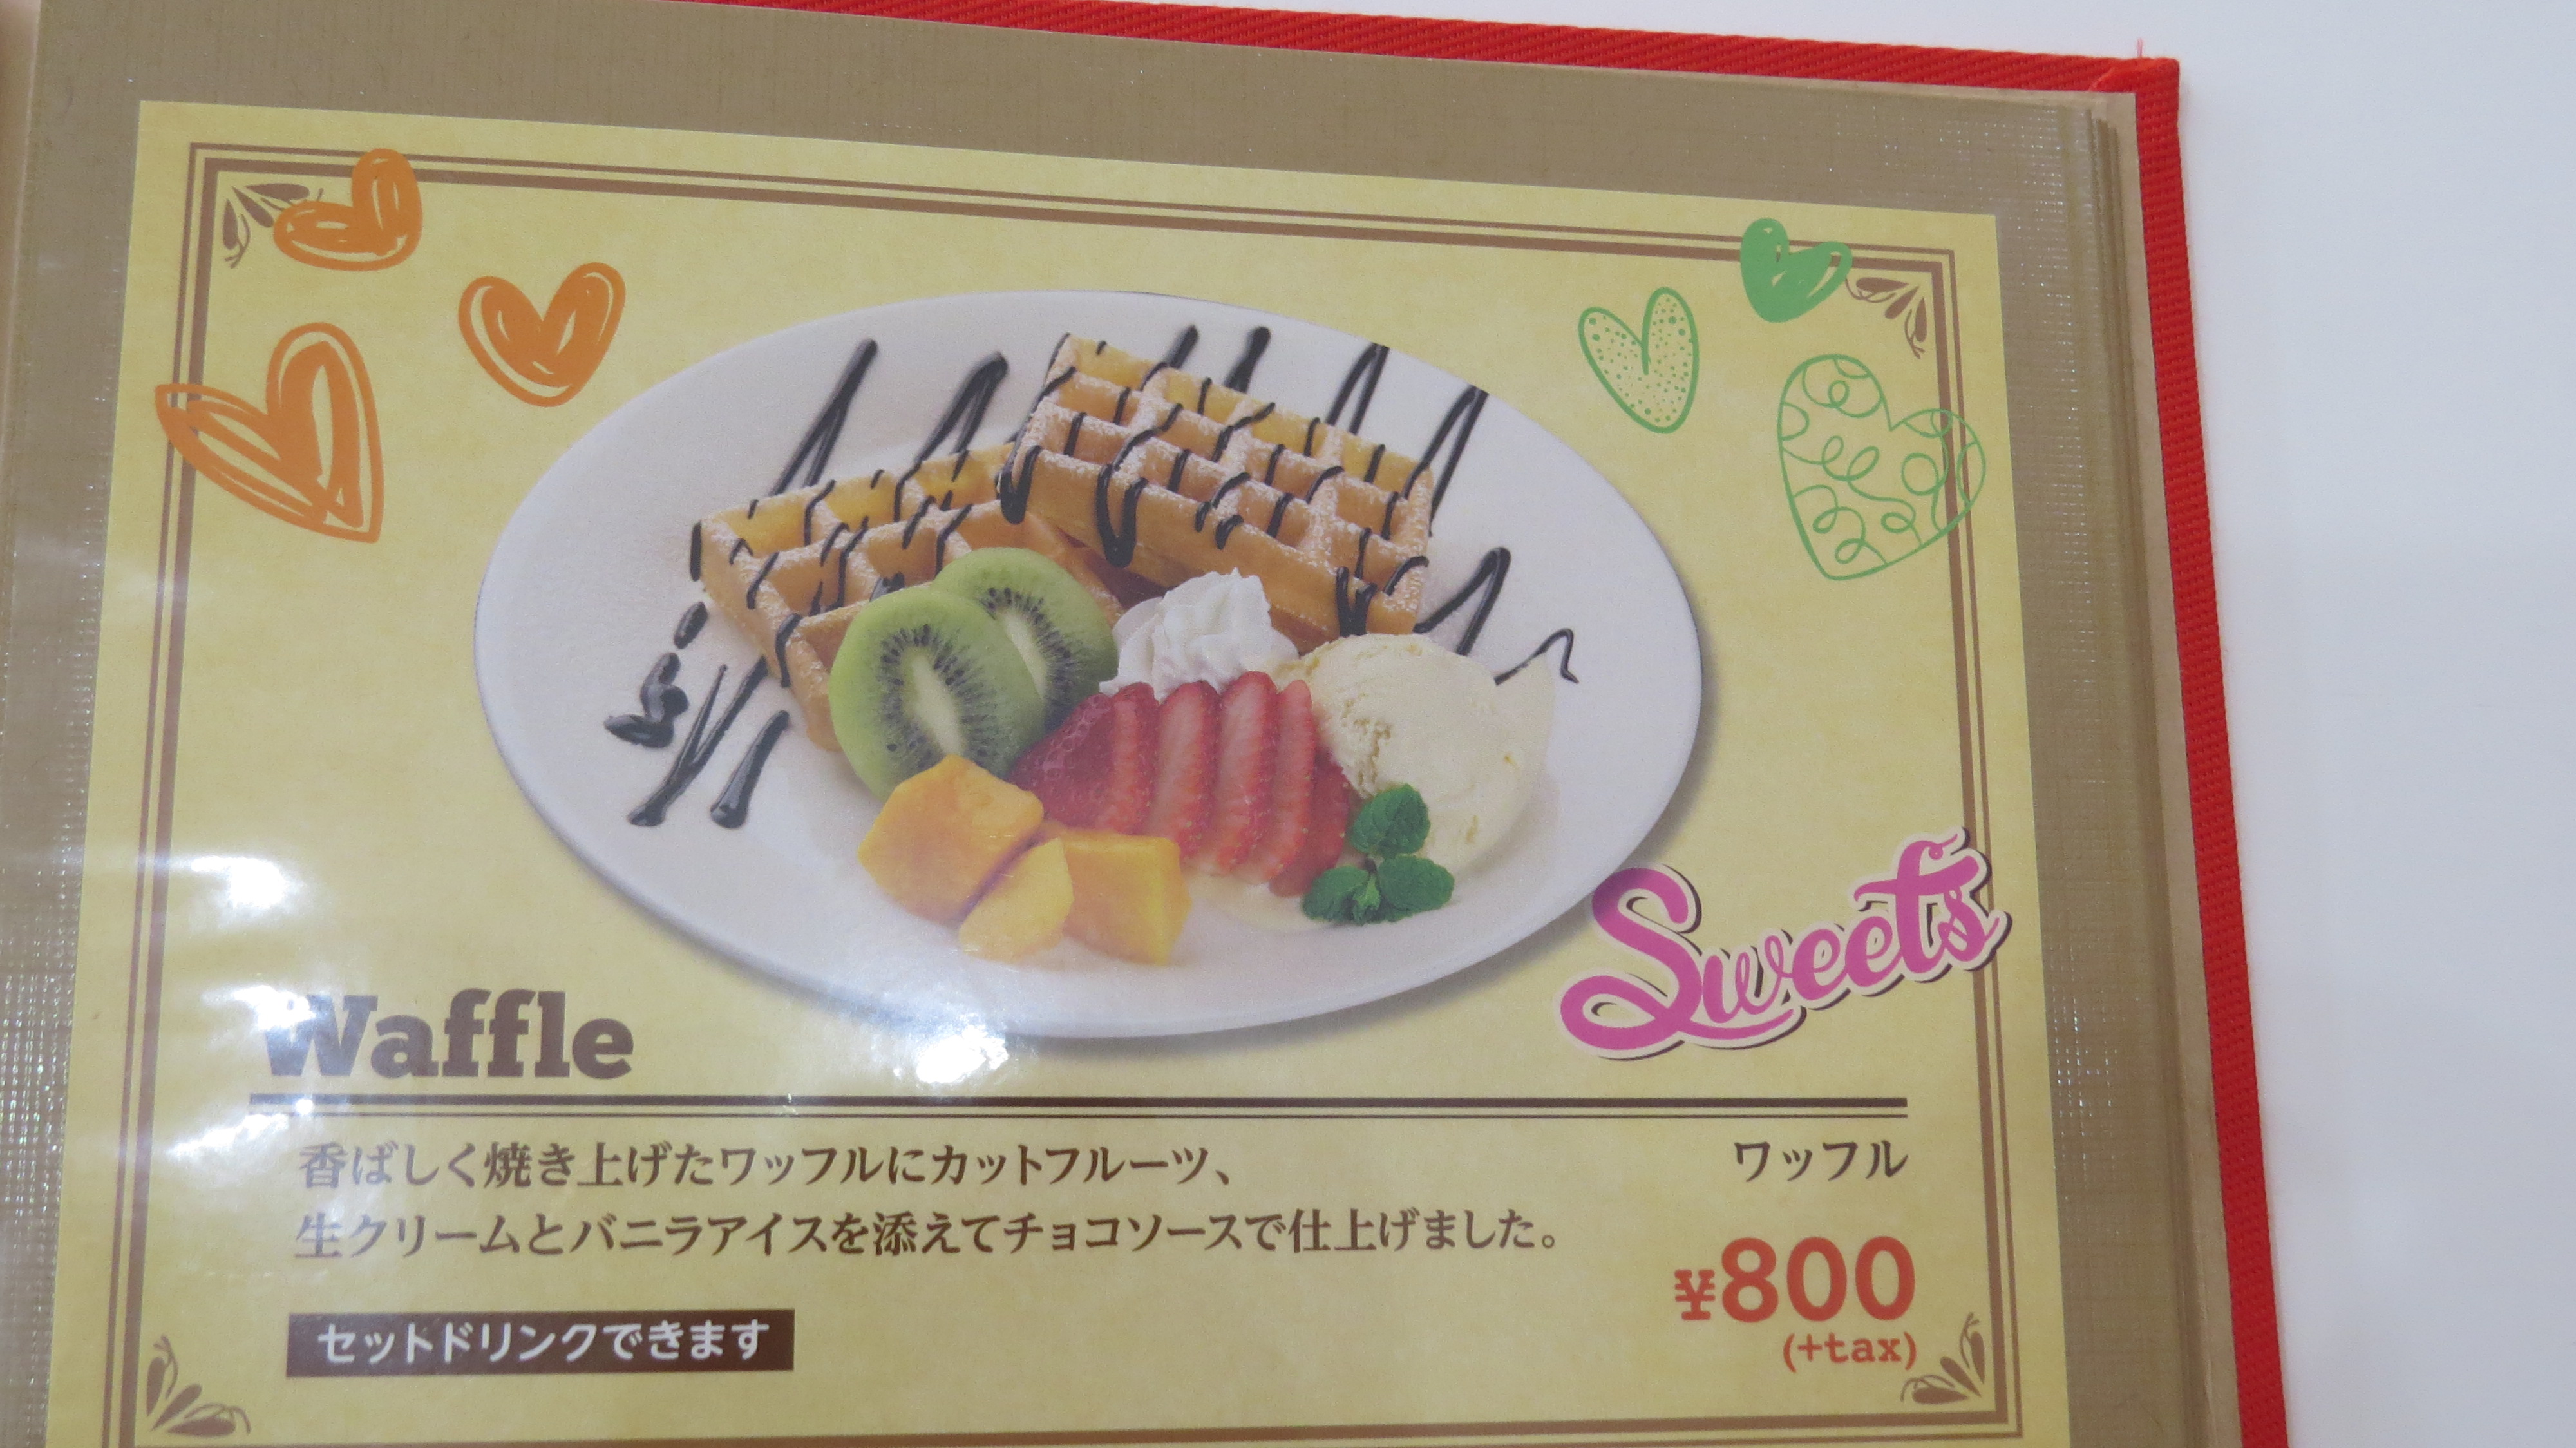 Sweets
Waffle
香ばしく焼き上げたワッフルにカットフルーツ、
生クリームとバニラアイスを添えてチョコソースで仕上げました。
セットドリンクできます
ワッフル
¥800
(+tax)